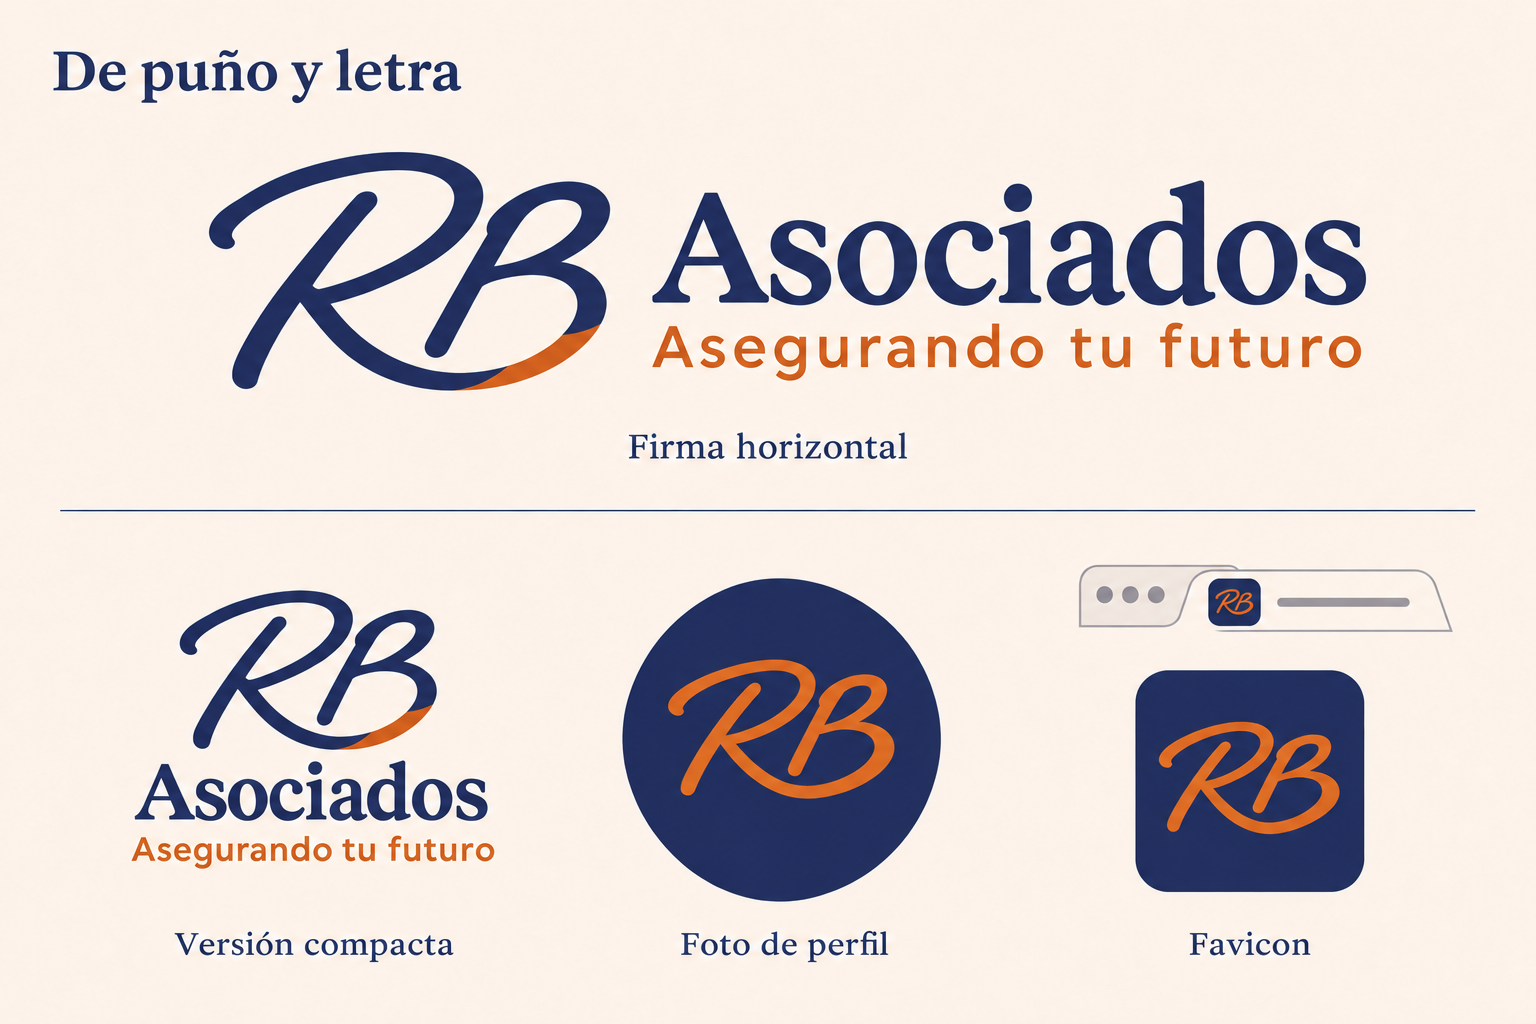 De puño y letra
RB Asociados
Asegurando tu futuro
Firma horizontal
RB
Asociados
Asegurando tu futuro
Versión compacta
RB
Foto de perfil
RB
RB
Favicon